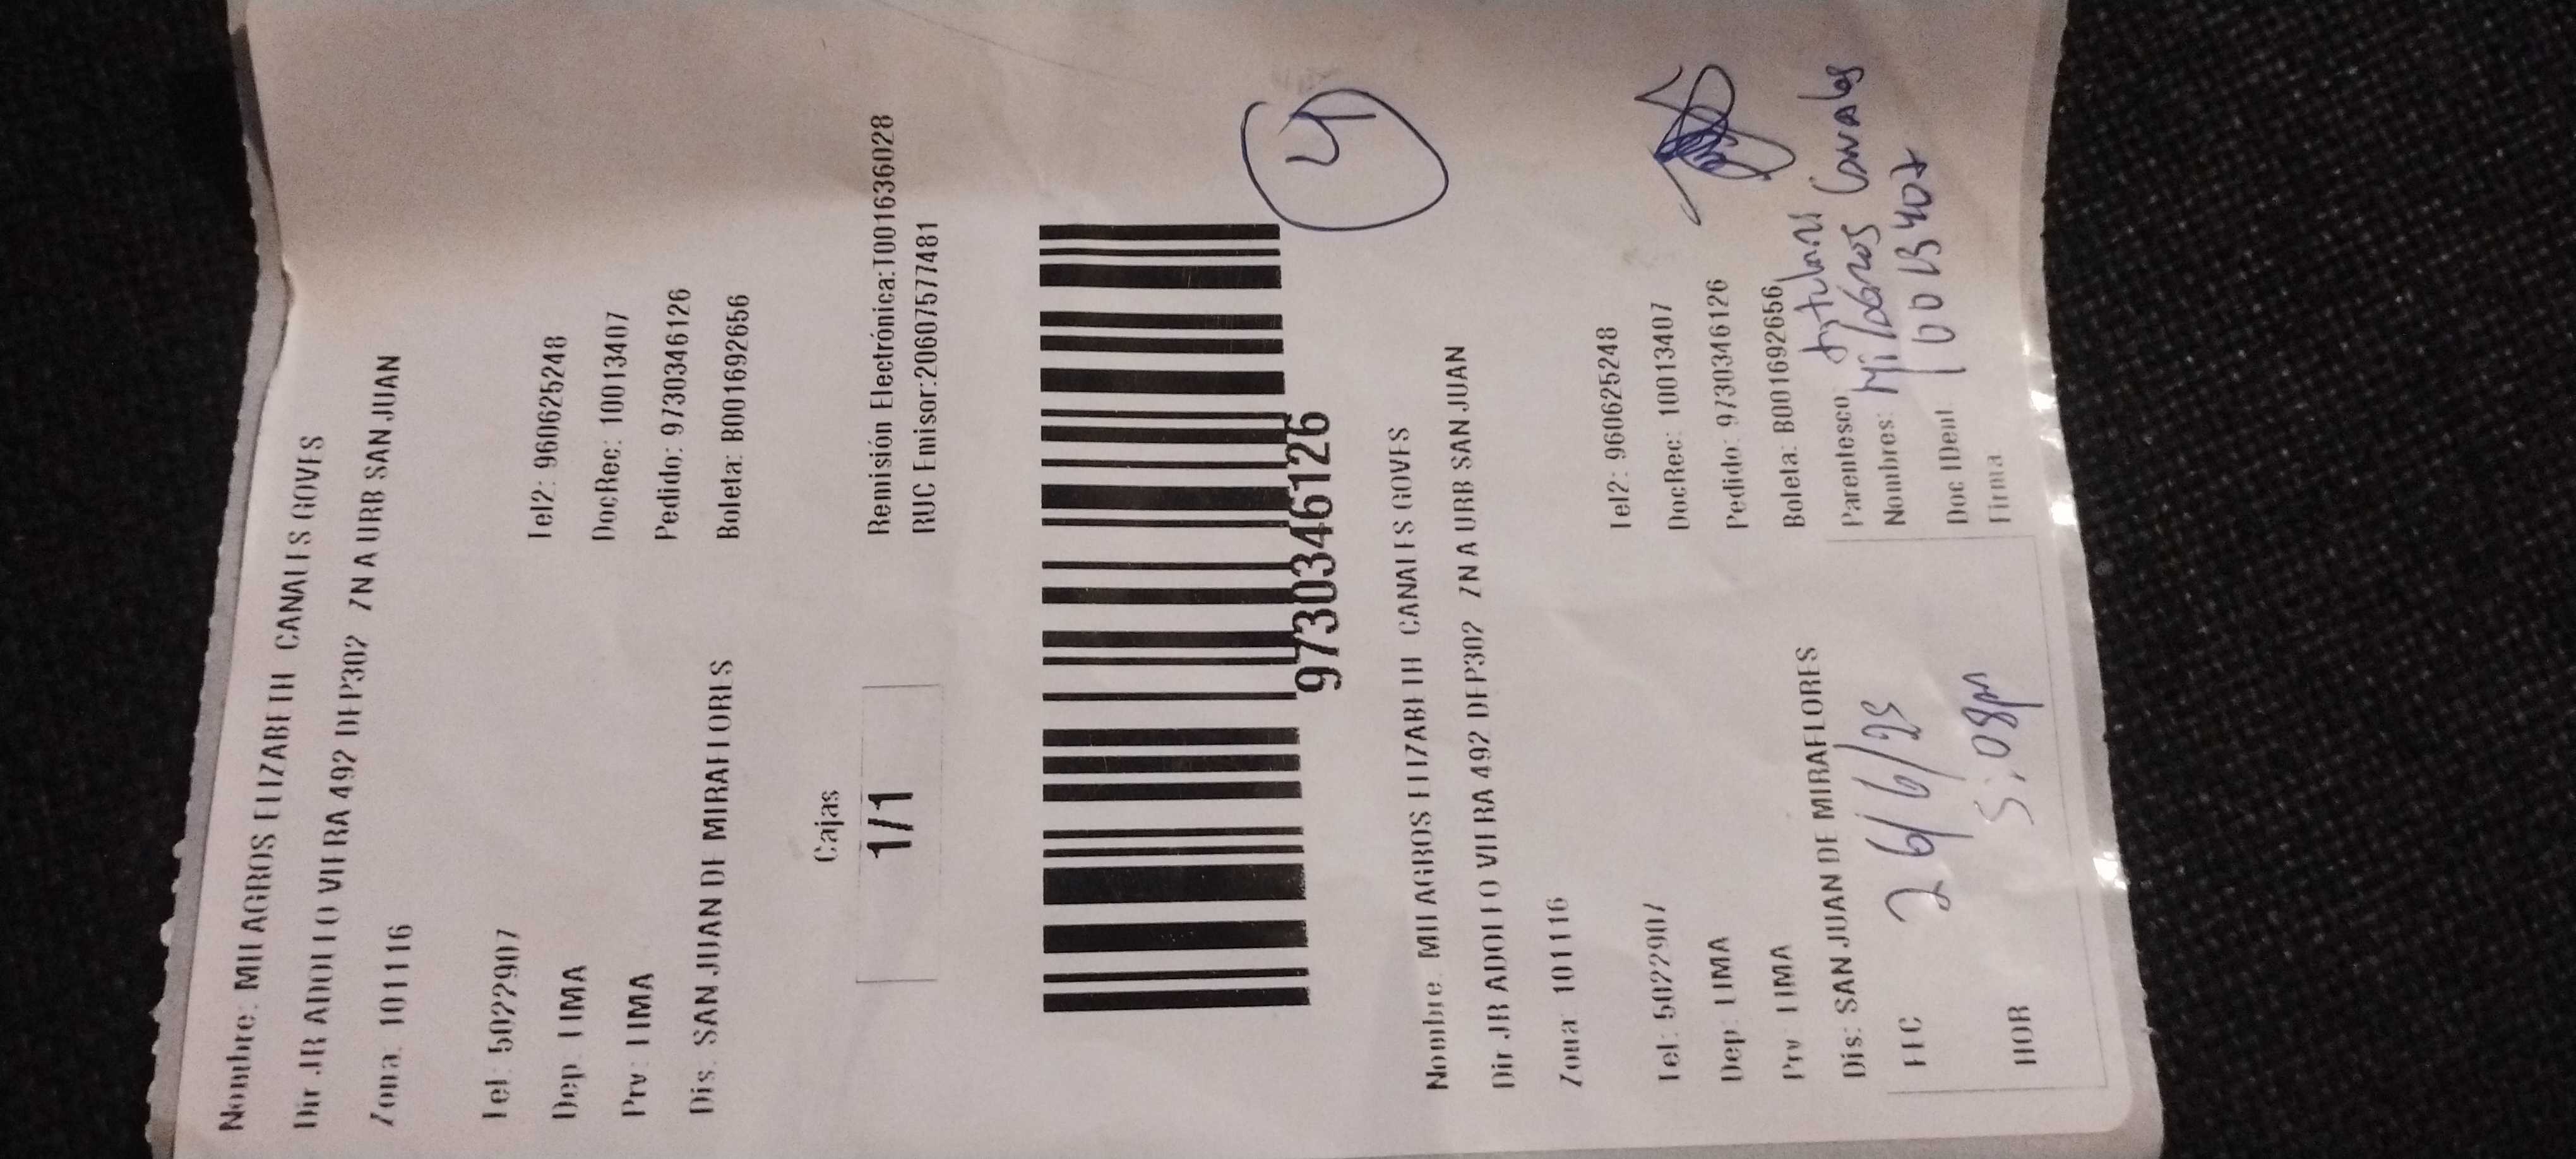 Nombre: MILAGROS ELIZABETH CANALES GOVES
Dir JR ADOLFO VIERA 492 DEP302 ZN A URB SAN JUAN
Zona: 101116
Tel: 5022907 Tel2: 960625248
Dep: LIMA DocRec: 10013407
Prv: LIMA Pedido: 9730346126
Dis: SAN JUAN DE MIRAFLORES Boleta: B001692656
Cajas
1/1
Remisión Electrónica:T001636028
RUC Emisor:20607577481
9730346126
4
Nombre: MILAGROS ELIZABETH CANALES GOVES
Dir JR ADOLFO VIERA 492 DEP302 ZN A URB SAN JUAN
Zona: 101116
Tel: 5022907 Tel2: 960625248
Dep: LIMA DocRec: 10013407
Prv: LIMA Pedido: 9730346126
Dis: SAN JUAN DE MIRAFLORES Boleta: B001692656
FEC 26/6/23
HOR 5:08pm
Parentesco:
Nombres: Milagros Canales
Doc IDent: 10013407
Firma